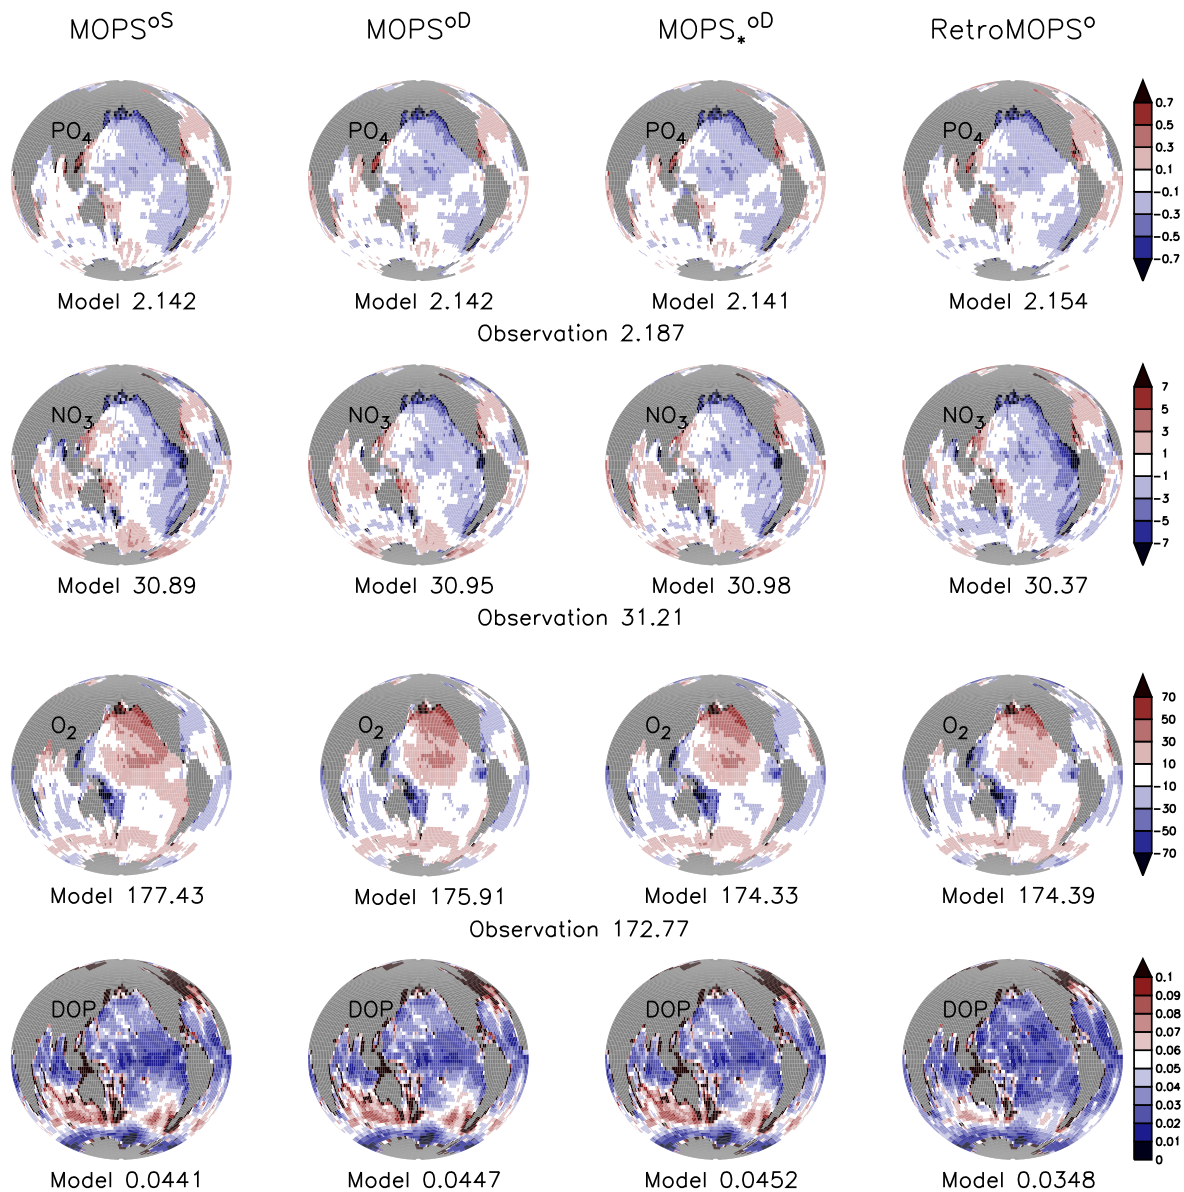 MOPS^oS MOPS^oD MOPS_*^oD RetroMOPS^o
PO4 PO4 PO4 PO4
0.7
0.5
0.3
0.1
-0.1
-0.3
-0.5
-0.7
Model 2.142 Model 2.142 Model 2.141 Model 2.154
Observation 2.187
NO3 NO3 NO3 NO3
7
5
3
1
-1
-3
-5
-7
Model 30.89 Model 30.95 Model 30.98 Model 30.37
Observation 31.21
O2 O2 O2 O2
70
50
30
10
-10
-30
-50
-70
Model 177.43 Model 175.91 Model 174.33 Model 174.39
Observation 172.77
DOP DOP DOP DOP
0.1
0.09
0.08
0.07
0.06
0.05
0.04
0.03
0.02
0.01
0
Model 0.0441 Model 0.0447 Model 0.0452 Model 0.0348